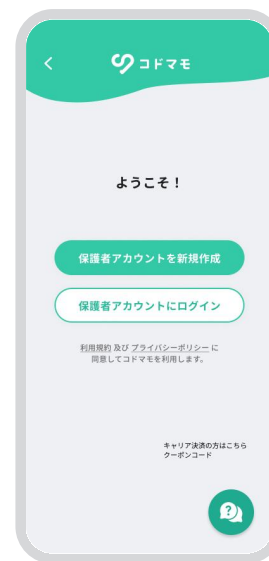 コドマモ
ようこそ！
保護者アカウントを新規作成
保護者アカウントにログイン
利用規約 及び プライバシーポリシー に
同意してコドマモを利用します。
キャリア決済の方はこちら
クーポンコード
?